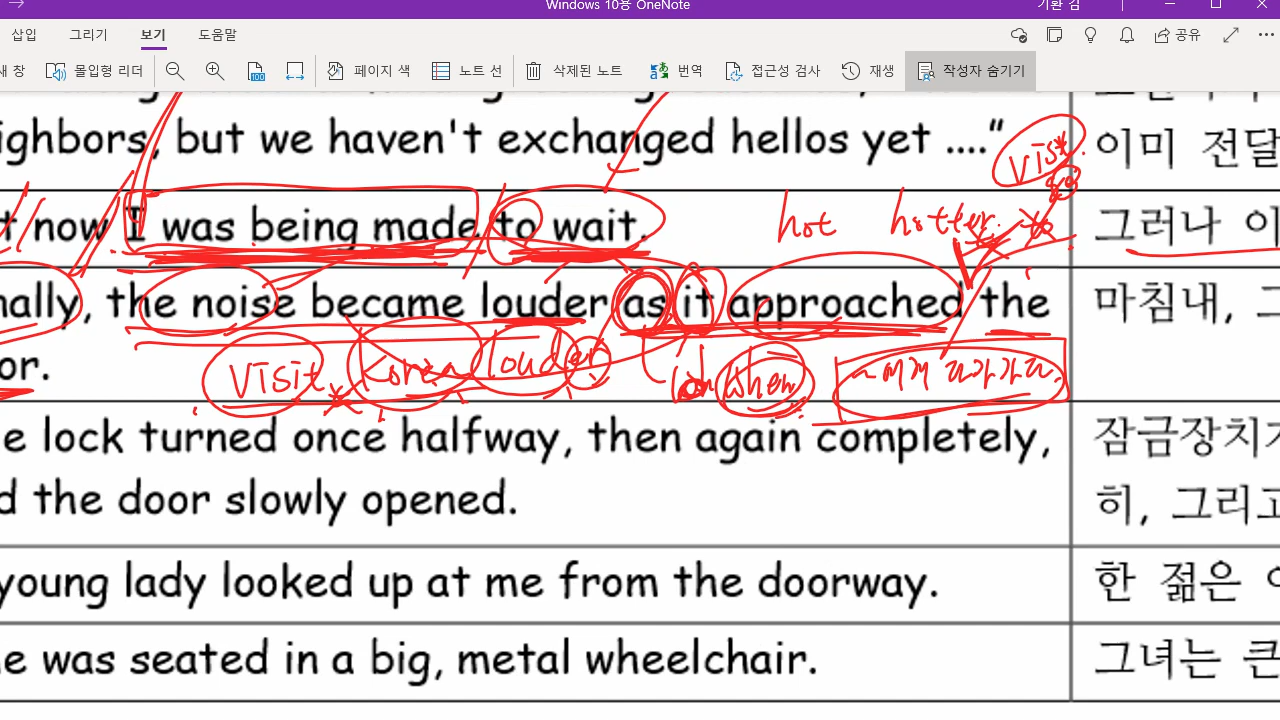 Windows 10용 OneNote
기환 김
삽입 그리기 보기 도움말 공유
새 창 몰입형 리더 페이지 색 노트 선 삭제된 노트 번역 접근성 검사 재생 작성자 숨기기
ighbors, but we haven't exchanged hellos yet ...." 이미 전달
visit
go
t now I was being made to wait. hot hotter 그러나 이
nally, the noise became louder as it approached the 마침내, 그
visit Korea louder when ~에게 다가가다.
or.
e lock turned once halfway, then again completely, 잠금장치가
d the door slowly opened. 히, 그리고
young lady looked up at me from the doorway. 한 젊은 여
e was seated in a big, metal wheelchair. 그녀는 큰